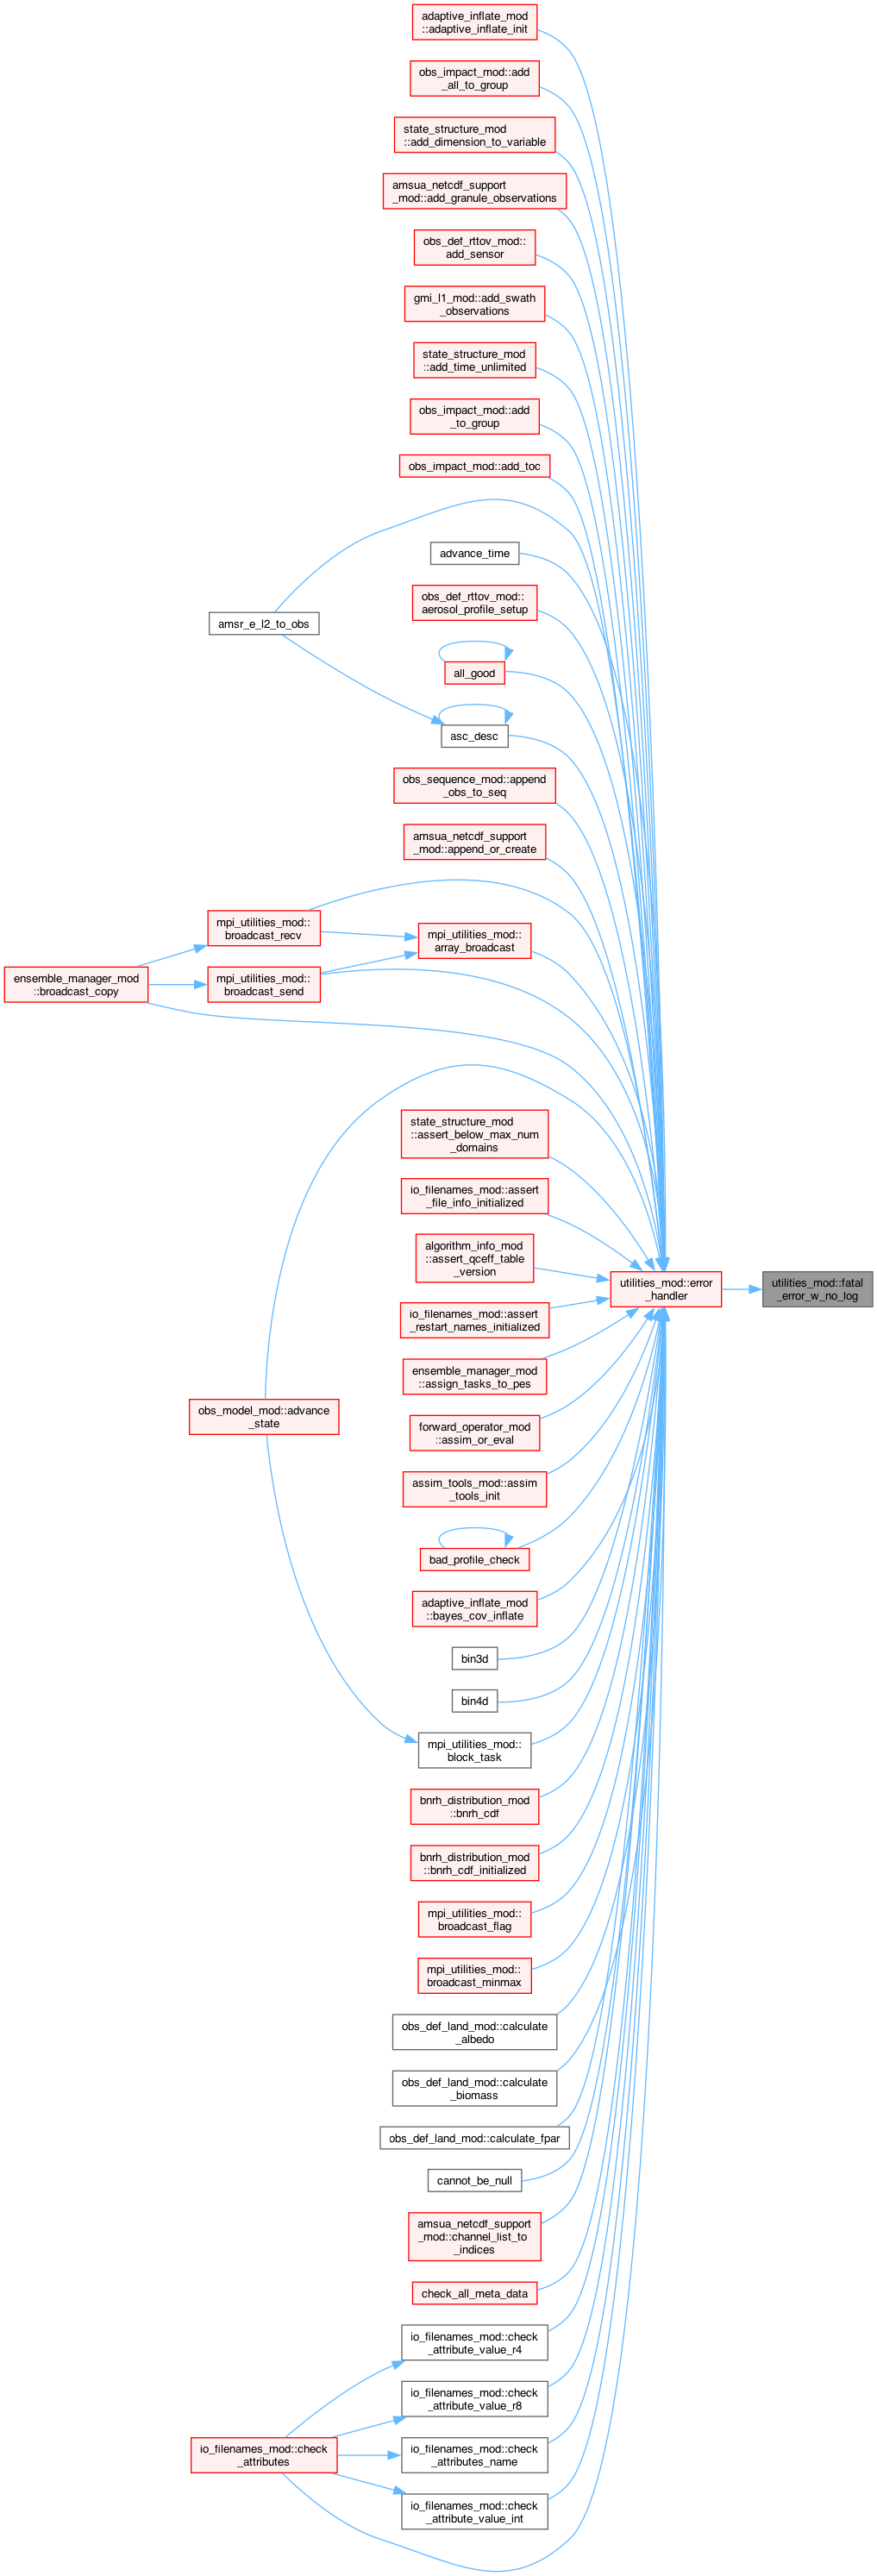 adaptive_inflate_mod
::adaptive_inflate_init
obs_impact_mod::add
_all_to_group
state_structure_mod
::add_dimension_to_variable
amsua_netcdf_support
_mod::add_granule_observations
obs_def_rttov_mod::
add_sensor
gmi_l1_mod::add_swath
_observations
state_structure_mod
::add_time_unlimited
obs_impact_mod::add
_to_group
obs_impact_mod::add_toc
advance_time
obs_def_rttov_mod::
aerosol_profile_setup
amsr_e_l2_to_obs
all_good
asc_desc
obs_sequence_mod::append
_obs_to_seq
amsua_netcdf_support
_mod::append_or_create
mpi_utilities_mod::
broadcast_recv
mpi_utilities_mod::
array_broadcast
ensemble_manager_mod
::broadcast_copy
mpi_utilities_mod::
broadcast_send
state_structure_mod
::assert_below_max_num
_domains
io_filenames_mod::assert
_file_info_initialized
algorithm_info_mod
::assert_qceff_table
_version
utilities_mod::error
_handler
utilities_mod::fatal
_error_w_no_log
io_filenames_mod::assert
_restart_names_initialized
ensemble_manager_mod
::assign_tasks_to_pes
obs_model_mod::advance
_state
forward_operator_mod
::assim_or_eval
assim_tools_mod::assim
_tools_init
bad_profile_check
adaptive_inflate_mod
::bayes_cov_inflate
bin3d
bin4d
mpi_utilities_mod::
block_task
bnrh_distribution_mod
::bnrh_cdf
bnrh_distribution_mod
::bnrh_cdf_initialized
mpi_utilities_mod::
broadcast_flag
mpi_utilities_mod::
broadcast_minmax
obs_def_land_mod::calculate
_albedo
obs_def_land_mod::calculate
_biomass
obs_def_land_mod::calculate_fpar
cannot_be_null
amsua_netcdf_support
_mod::channel_list_to
_indices
check_all_meta_data
io_filenames_mod::check
_attribute_value_r4
io_filenames_mod::check
_attribute_value_r8
io_filenames_mod::check
_attributes
io_filenames_mod::check
_attributes_name
io_filenames_mod::check
_attribute_value_int